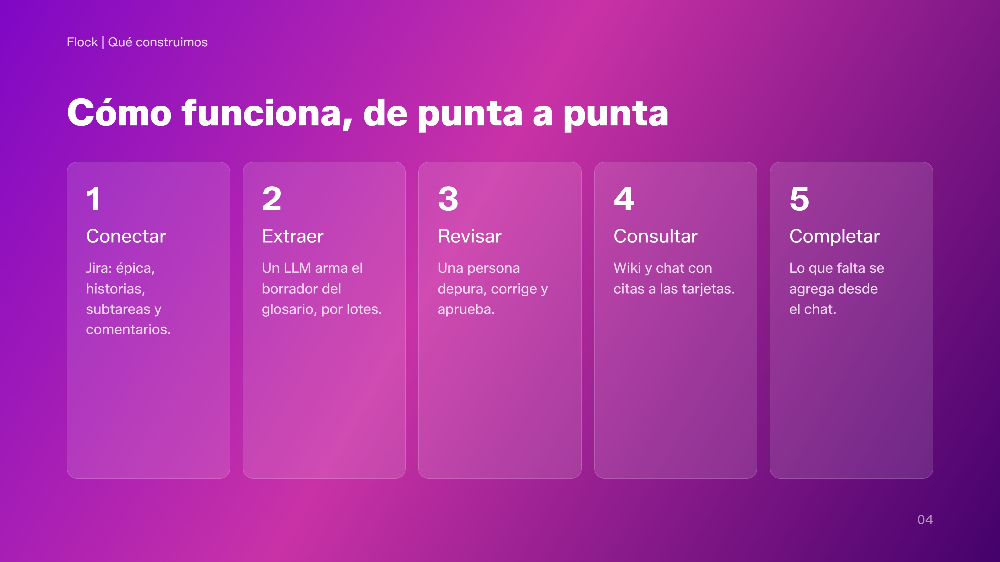 Flock | Qué construimos
Cómo funciona, de punta a punta
1
Conectar
Jira: épica,
historias,
subtareas y
comentarios.
2
Extraer
Un LLM arma el
borrador del
glosario, por lotes.
3
Revisar
Una persona
depura, corrige y
aprueba.
4
Consultar
Wiki y chat con
citas a las tarjetas.
5
Completar
Lo que falta se
agrega desde
el chat.
04